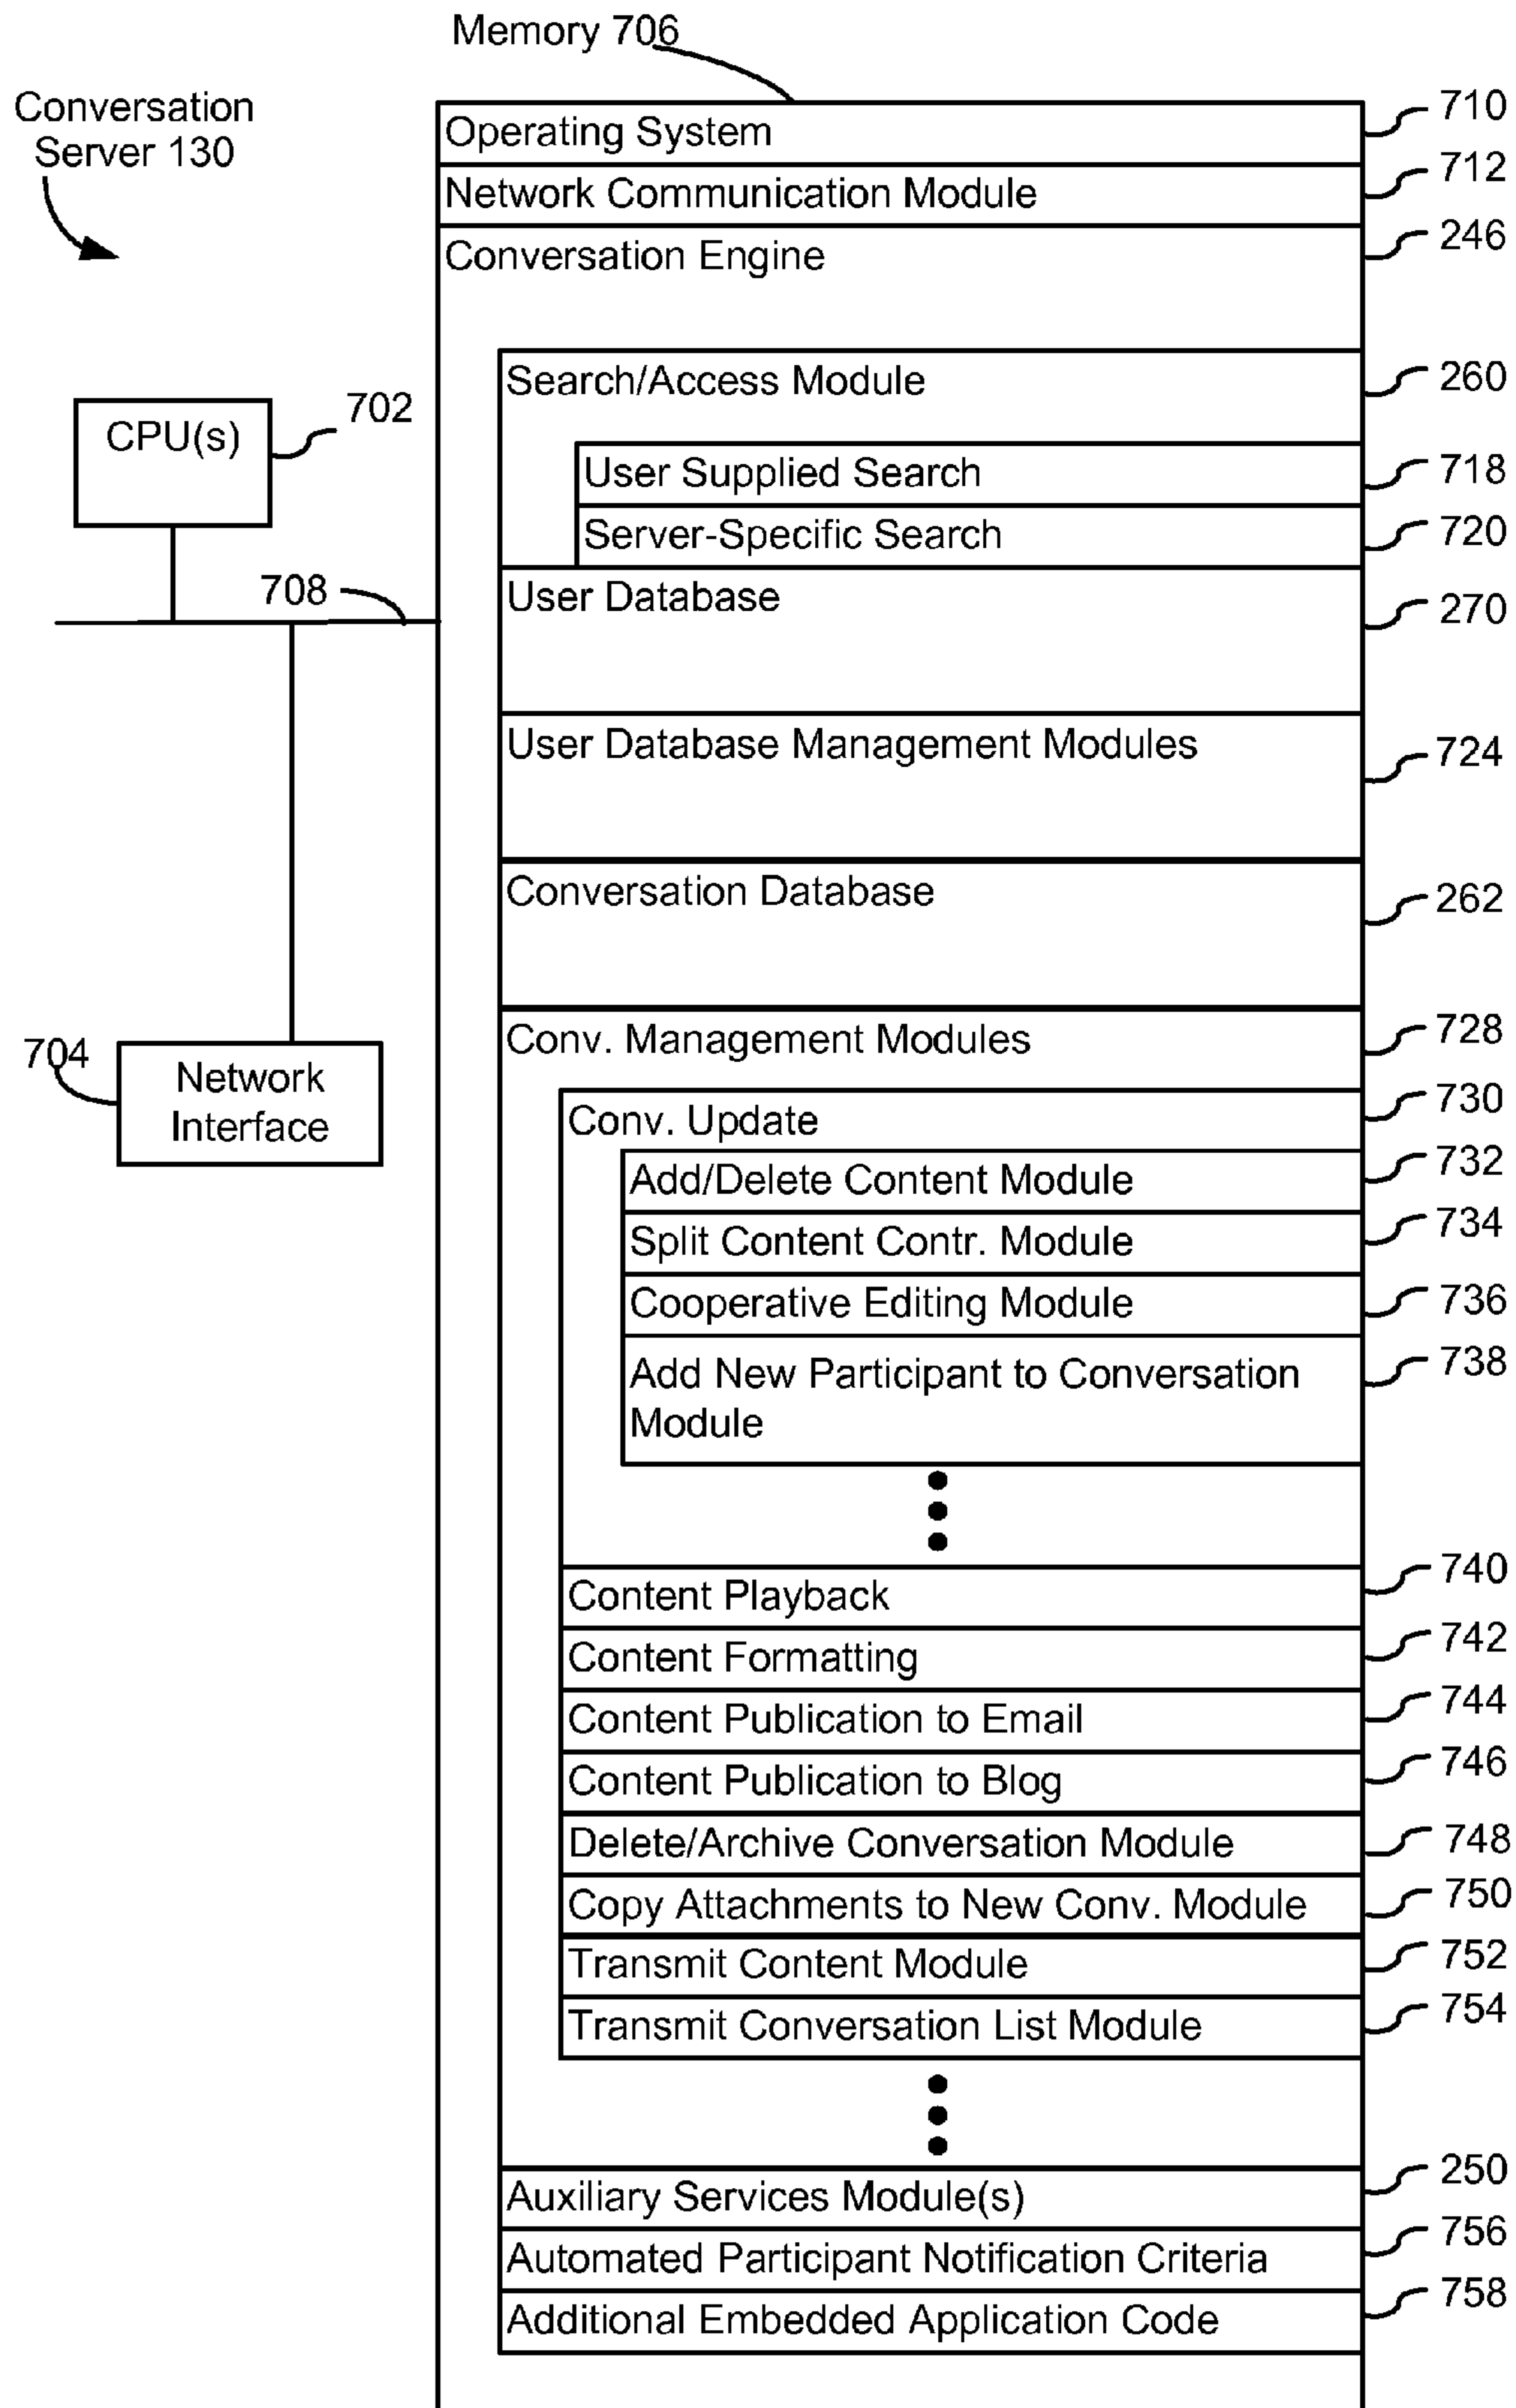 Memory 706
Conversation
Server 130
Operating System 710
Network Communication Module 712
Conversation Engine 246
Search/Access Module 260
CPU(s) 702
User Supplied Search 718
Server-Specific Search 720
708
User Database 270
User Database Management Modules 724
Conversation Database 262
Conv. Management Modules 728
704
Network
Interface
Conv. Update 730
Add/Delete Content Module 732
Split Content Contr. Module 734
Cooperative Editing Module 736
Add New Participant to Conversation 738
Module
Content Playback 740
Content Formatting 742
Content Publication to Email 744
Content Publication to Blog 746
Delete/Archive Conversation Module 748
Copy Attachments to New Conv. Module 750
Transmit Content Module 752
Transmit Conversation List Module 754
Auxiliary Services Module(s) 250
Automated Participant Notification Criteria 756
Additional Embedded Application Code 758